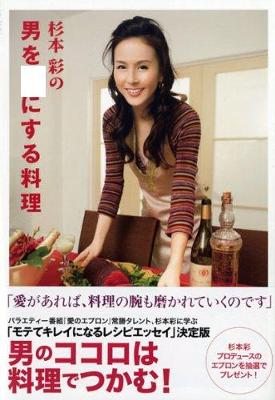 杉本 彩の
男を にする料理
「愛があれば、料理の腕も磨かれていくのです」
バラエティー番組「愛のエプロン」常勝タレント、杉本彩に学ぶ
「モテてキレイになるレシピエッセイ」決定版
男のココロは
料理でつかむ!
杉本彩
プロデュースの
エプロンを抽選で
プレゼント!